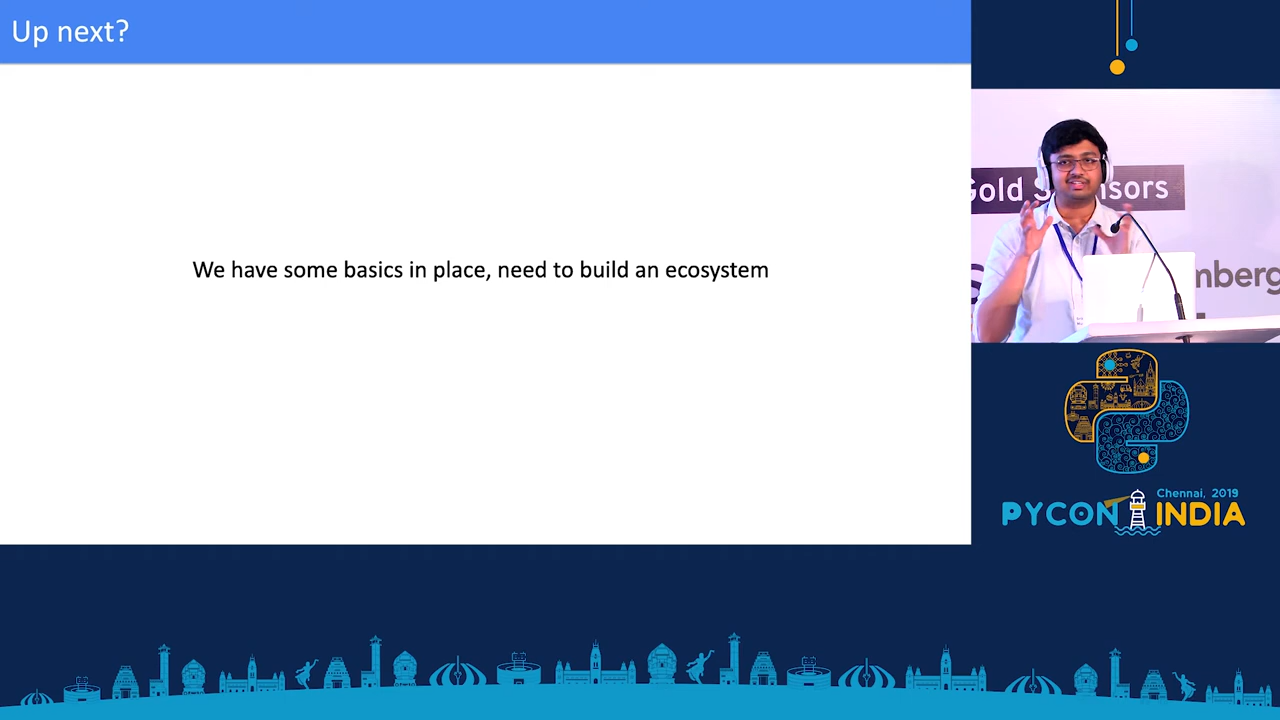 Up next?
We have some basics in place, need to build an ecosystem
Gold
sors
mberg
Chennai, 2019
PYCON INDIA